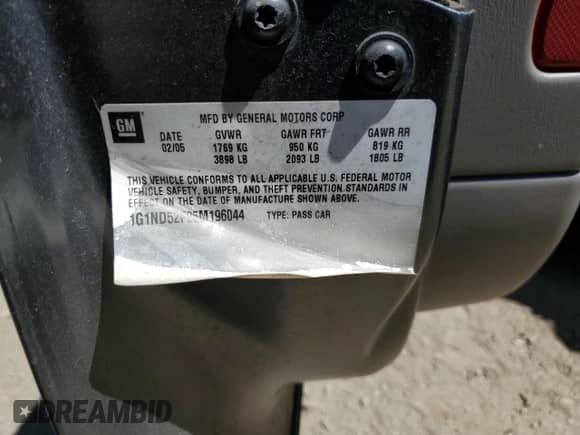 GM
MFD BY GENERAL MOTORS CORP
DATE GVWR GAWR FRT GAWR RR
02/05 1769 KG 950 KG 819 KG
3898 LB 2093 LB 1805 LB
THIS VEHICLE CONFORMS TO ALL APPLICABLE U.S. FEDERAL MOTOR
VEHICLE SAFETY, BUMPER, AND THEFT PREVENTION STANDARDS IN
EFFECT ON THE DATE OF MANUFACTURE SHOWN ABOVE.
TYPE: PASS CAR
DREAMBID